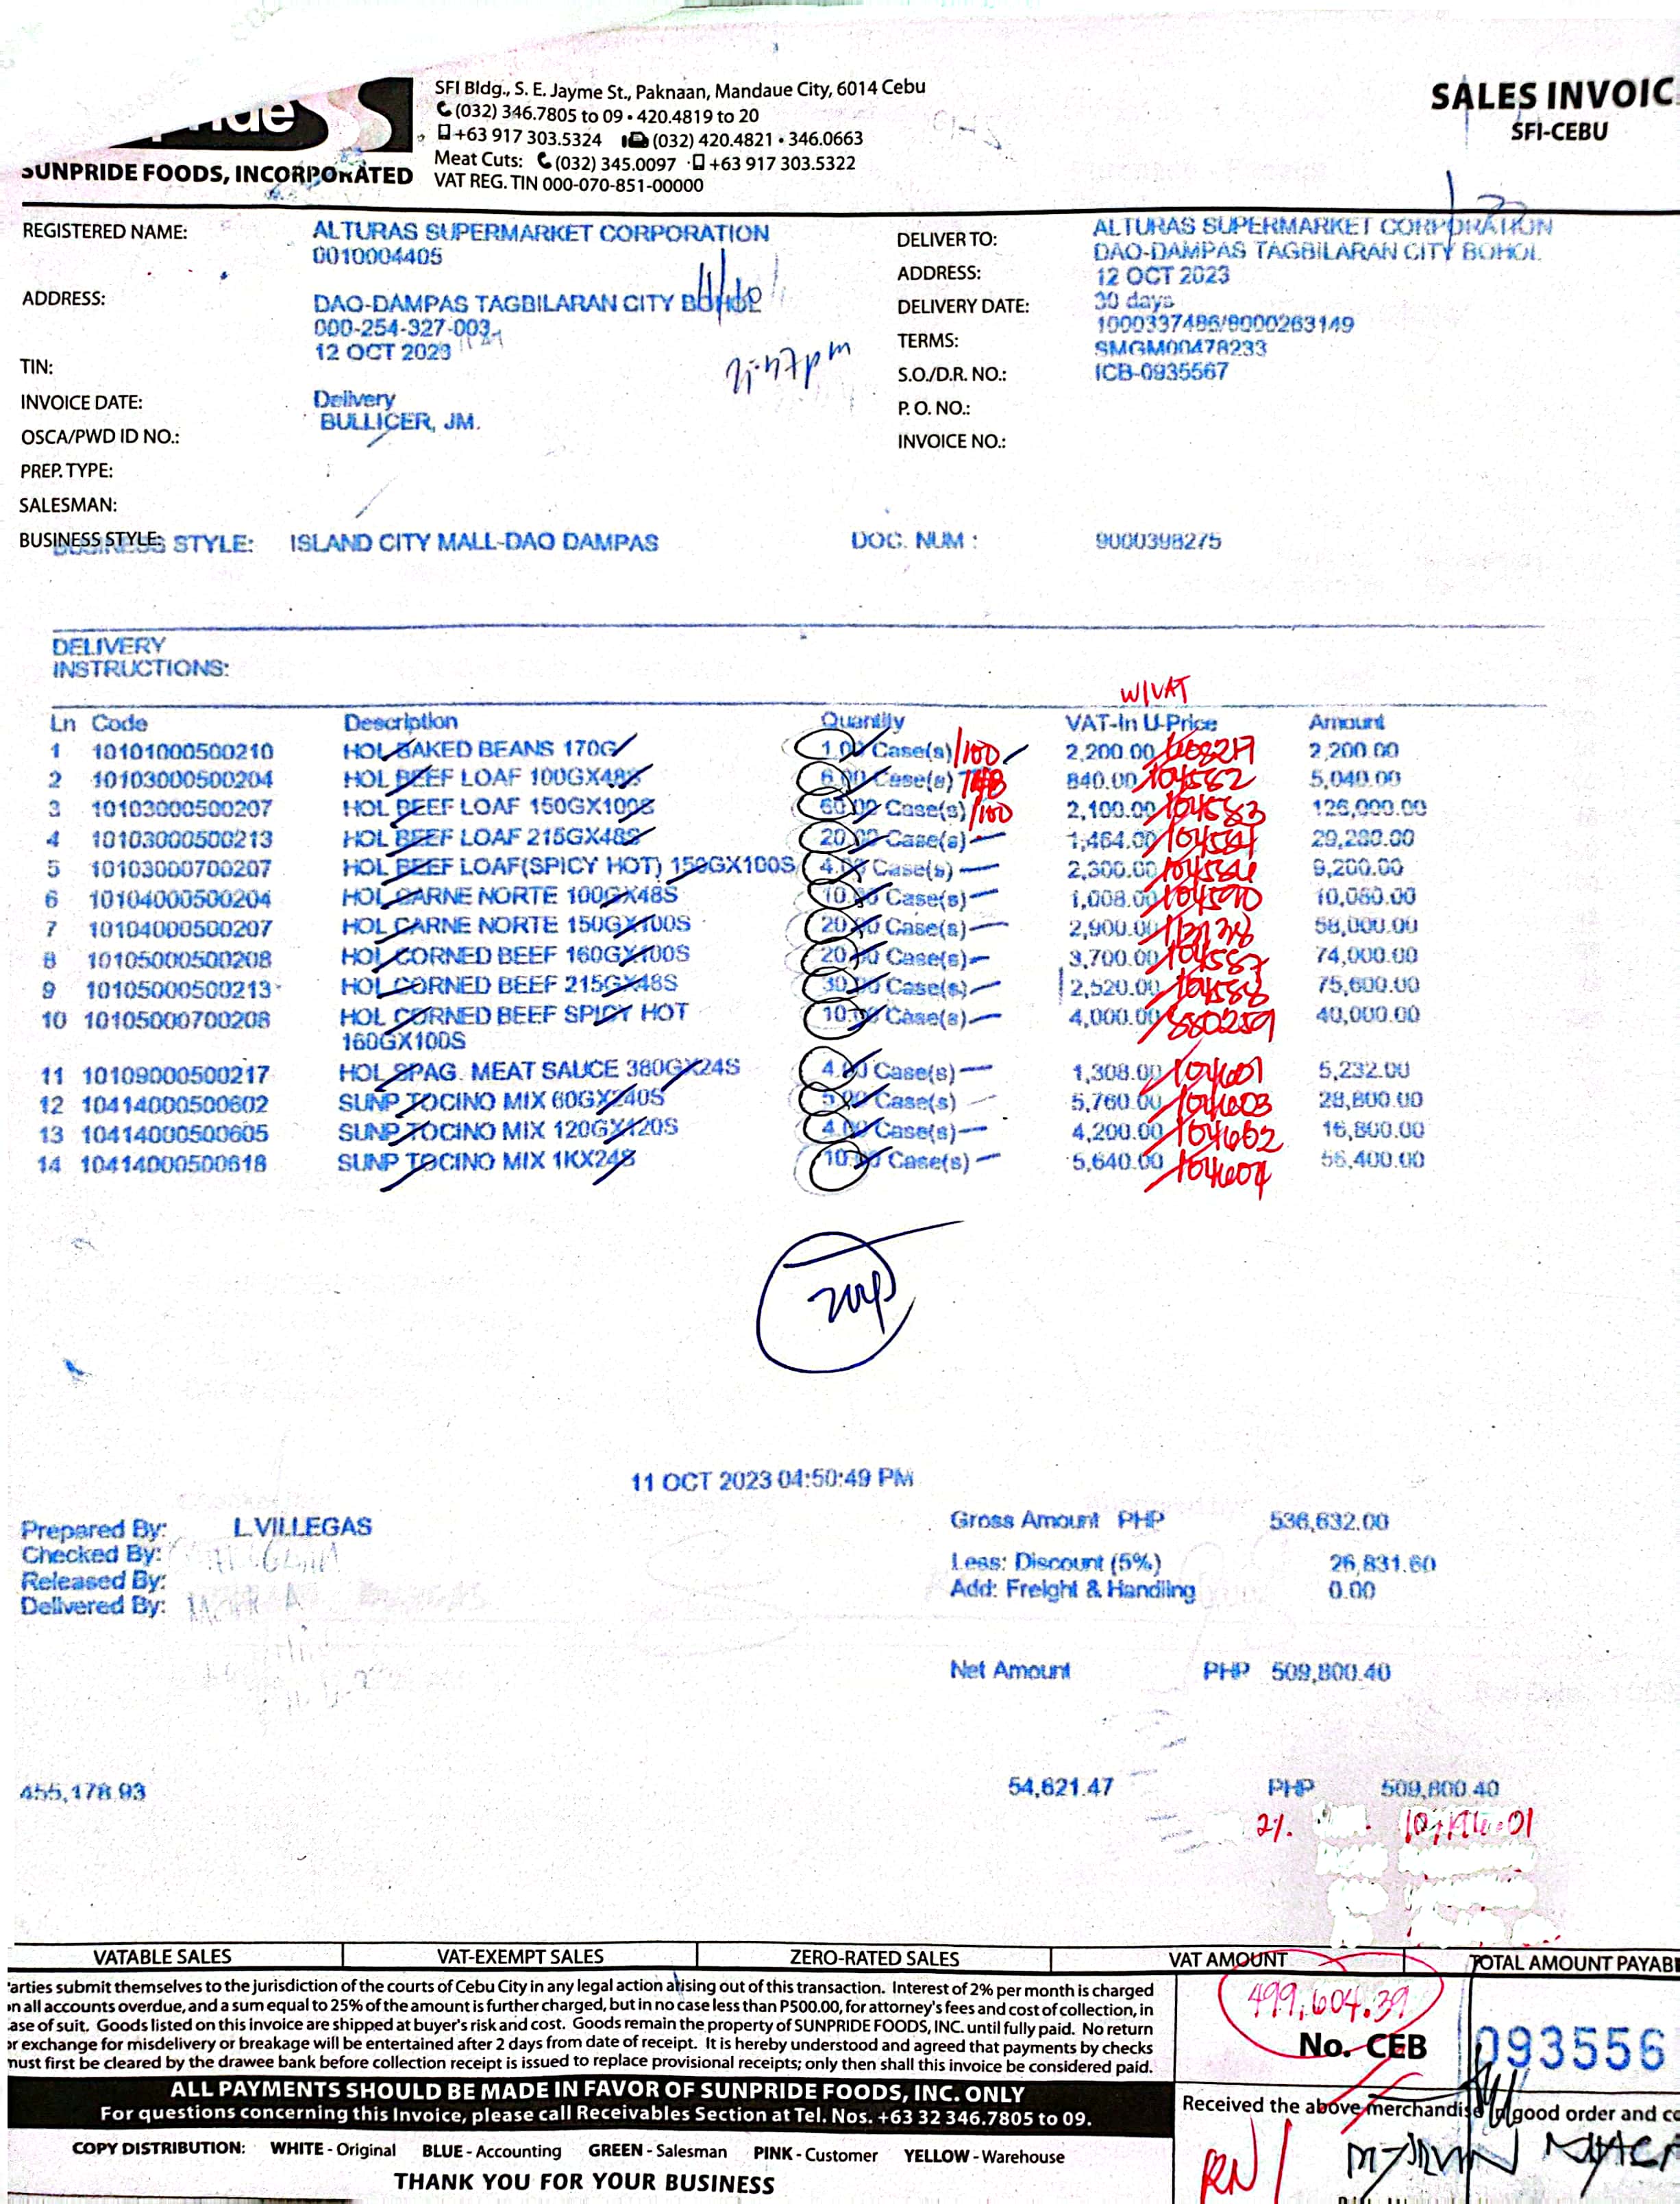 SALES INVOIC
SFI-CEBU
SFI Bldg., S. E. Jayme St., Paknaan, Mandaue City, 6014 Cebu
(032) 346.7805 to 09 • 420.4819 to 20
+63 917 303.5324 (032) 420.4821 • 346.0663
Meat Cuts: (032) 345.0097 • +63 917 303.5322
VAT REG. TIN 000-070-851-00000
SUNPRIDE FOODS, INCORPORATED
REGISTERED NAME: ALTURAS SUPERMARKET CORPORATION
0010004405
ADDRESS: DAO-DAMPAS TAGBILARAN CITY BOHOL
000-254-327-003
TIN: 12 OCT 2023
INVOICE DATE: Delivery
OSCA/PWD ID NO.: BULLICER, JM.
PREP. TYPE:
SALESMAN:
BUSINESS STYLE:
DELIVER TO: ALTURAS SUPERMARKET CORPORATION
DAO-DAMPAS TAGBILARAN CITY BOHOL
ADDRESS: 12 OCT 2023
DELIVERY DATE: 30 days
1000337486/8000263149
TERMS: SMGM00478233
S.O./D.R. NO.: ICB-0935567
P. O. NO.:
INVOICE NO.:
BUSINESS STYLE: ISLAND CITY MALL-DAO DAMPAS DOC. NUM : 9000398275
DELIVERY
INSTRUCTIONS:
W/VAT
Ln Code Description Quantity VAT-In U-Price Amount
1 10101000500210 HOL BAKED BEANS 170G 1.00 Case(s) /100 2,200.00 2,200.00
2 10103000500204 HOL BEEF LOAF 100GX48S 6.00 Case(s) 840.00 104582 5,040.00
3 10103000500207 HOL BEEF LOAF 150GX100S 60.00 Case(s) /100 2,100.00 104583 126,000.00
4 10103000500213 HOL BEEF LOAF 215GX48S 20.00 Case(s) 1,464.00 29,280.00
5 10103000700207 HOL BEEF LOAF(SPICY HOT) 150GX100S 4.00 Case(s) 2,300.00 9,200.00
6 10104000500204 HOL CARNE NORTE 100GX48S 10.00 Case(s) 1,008.00 104590 10,080.00
7 10104000500207 HOL CARNE NORTE 150GX100S 20.00 Case(s) 2,900.00 58,000.00
8 10105000500208 HOL CORNED BEEF 160GX100S 20.00 Case(s) 3,700.00 104587 74,000.00
9 10105000500213 HOL CORNED BEEF 215GX48S 30.00 Case(s) 2,520.00 104588 75,600.00
10 10105000700208 HOL CORNED BEEF SPICY HOT 10.00 Case(s) 4,000.00 880259 40,000.00
160GX100S
11 10109000500217 HOL SPAG. MEAT SAUCE 380GX24S 4.00 Case(s) 1,308.00 104601 5,232.00
12 10414000500602 SUNP TOCINO MIX 60GX240S 5.00 Case(s) 5,760.00 104603 28,800.00
13 10414000500605 SUNP TOCINO MIX 120GX120S 4.00 Case(s) 4,200.00 104602 16,800.00
14 10414000500618 SUNP TOCINO MIX 1KX24S 10.00 Case(s) 5,640.00 104604 56,400.00
11 OCT 2023 04:50:49 PM
Prepared By: L.VILLEGAS
Checked By:
Released By:
Delivered By:
Gross Amount PHP 536,632.00
Less: Discount (5%) 26,831.60
Add: Freight & Handling 0.00
Net Amount PHP 509,800.40
455,178.93 54,621.47 PHP 509,800.40
2%. 10,196.01
VATABLE SALES VAT-EXEMPT SALES ZERO-RATED SALES VAT AMOUNT TOTAL AMOUNT PAYAB
arties submit themselves to the jurisdiction of the courts of Cebu City in any legal action arising out of this transaction. Interest of 2% per month is charged
on all accounts overdue, and a sum equal to 25% of the amount is further charged, but in no case less than P500.00, for attorney's fees and cost of collection, in
ase of suit. Goods listed on this invoice are shipped at buyer's risk and cost. Goods remain the property of SUNPRIDE FOODS, INC. until fully paid. No return
or exchange for misdelivery or breakage will be entertained after 2 days from date of receipt. It is hereby understood and agreed that payments by checks
must first be cleared by the drawee bank before collection receipt is issued to replace provisional receipts; only then shall this invoice be considered paid.
499,604.39
No. CEB 093556
ALL PAYMENTS SHOULD BE MADE IN FAVOR OF SUNPRIDE FOODS, INC. ONLY
For questions concerning this Invoice, please call Receivables Section at Tel. Nos. +63 32 346.7805 to 09.
Received the above merchandise in good order and co
COPY DISTRIBUTION: WHITE - Original BLUE - Accounting GREEN - Salesman PINK - Customer YELLOW - Warehouse
THANK YOU FOR YOUR BUSINESS